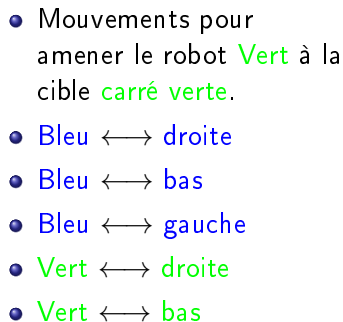 Mouvements pour
amener le robot Vert à la
cible carré verte.
Bleu ⟷ droite
Bleu ⟷ bas
Bleu ⟷ gauche
Vert ⟷ droite
Vert ⟷ bas